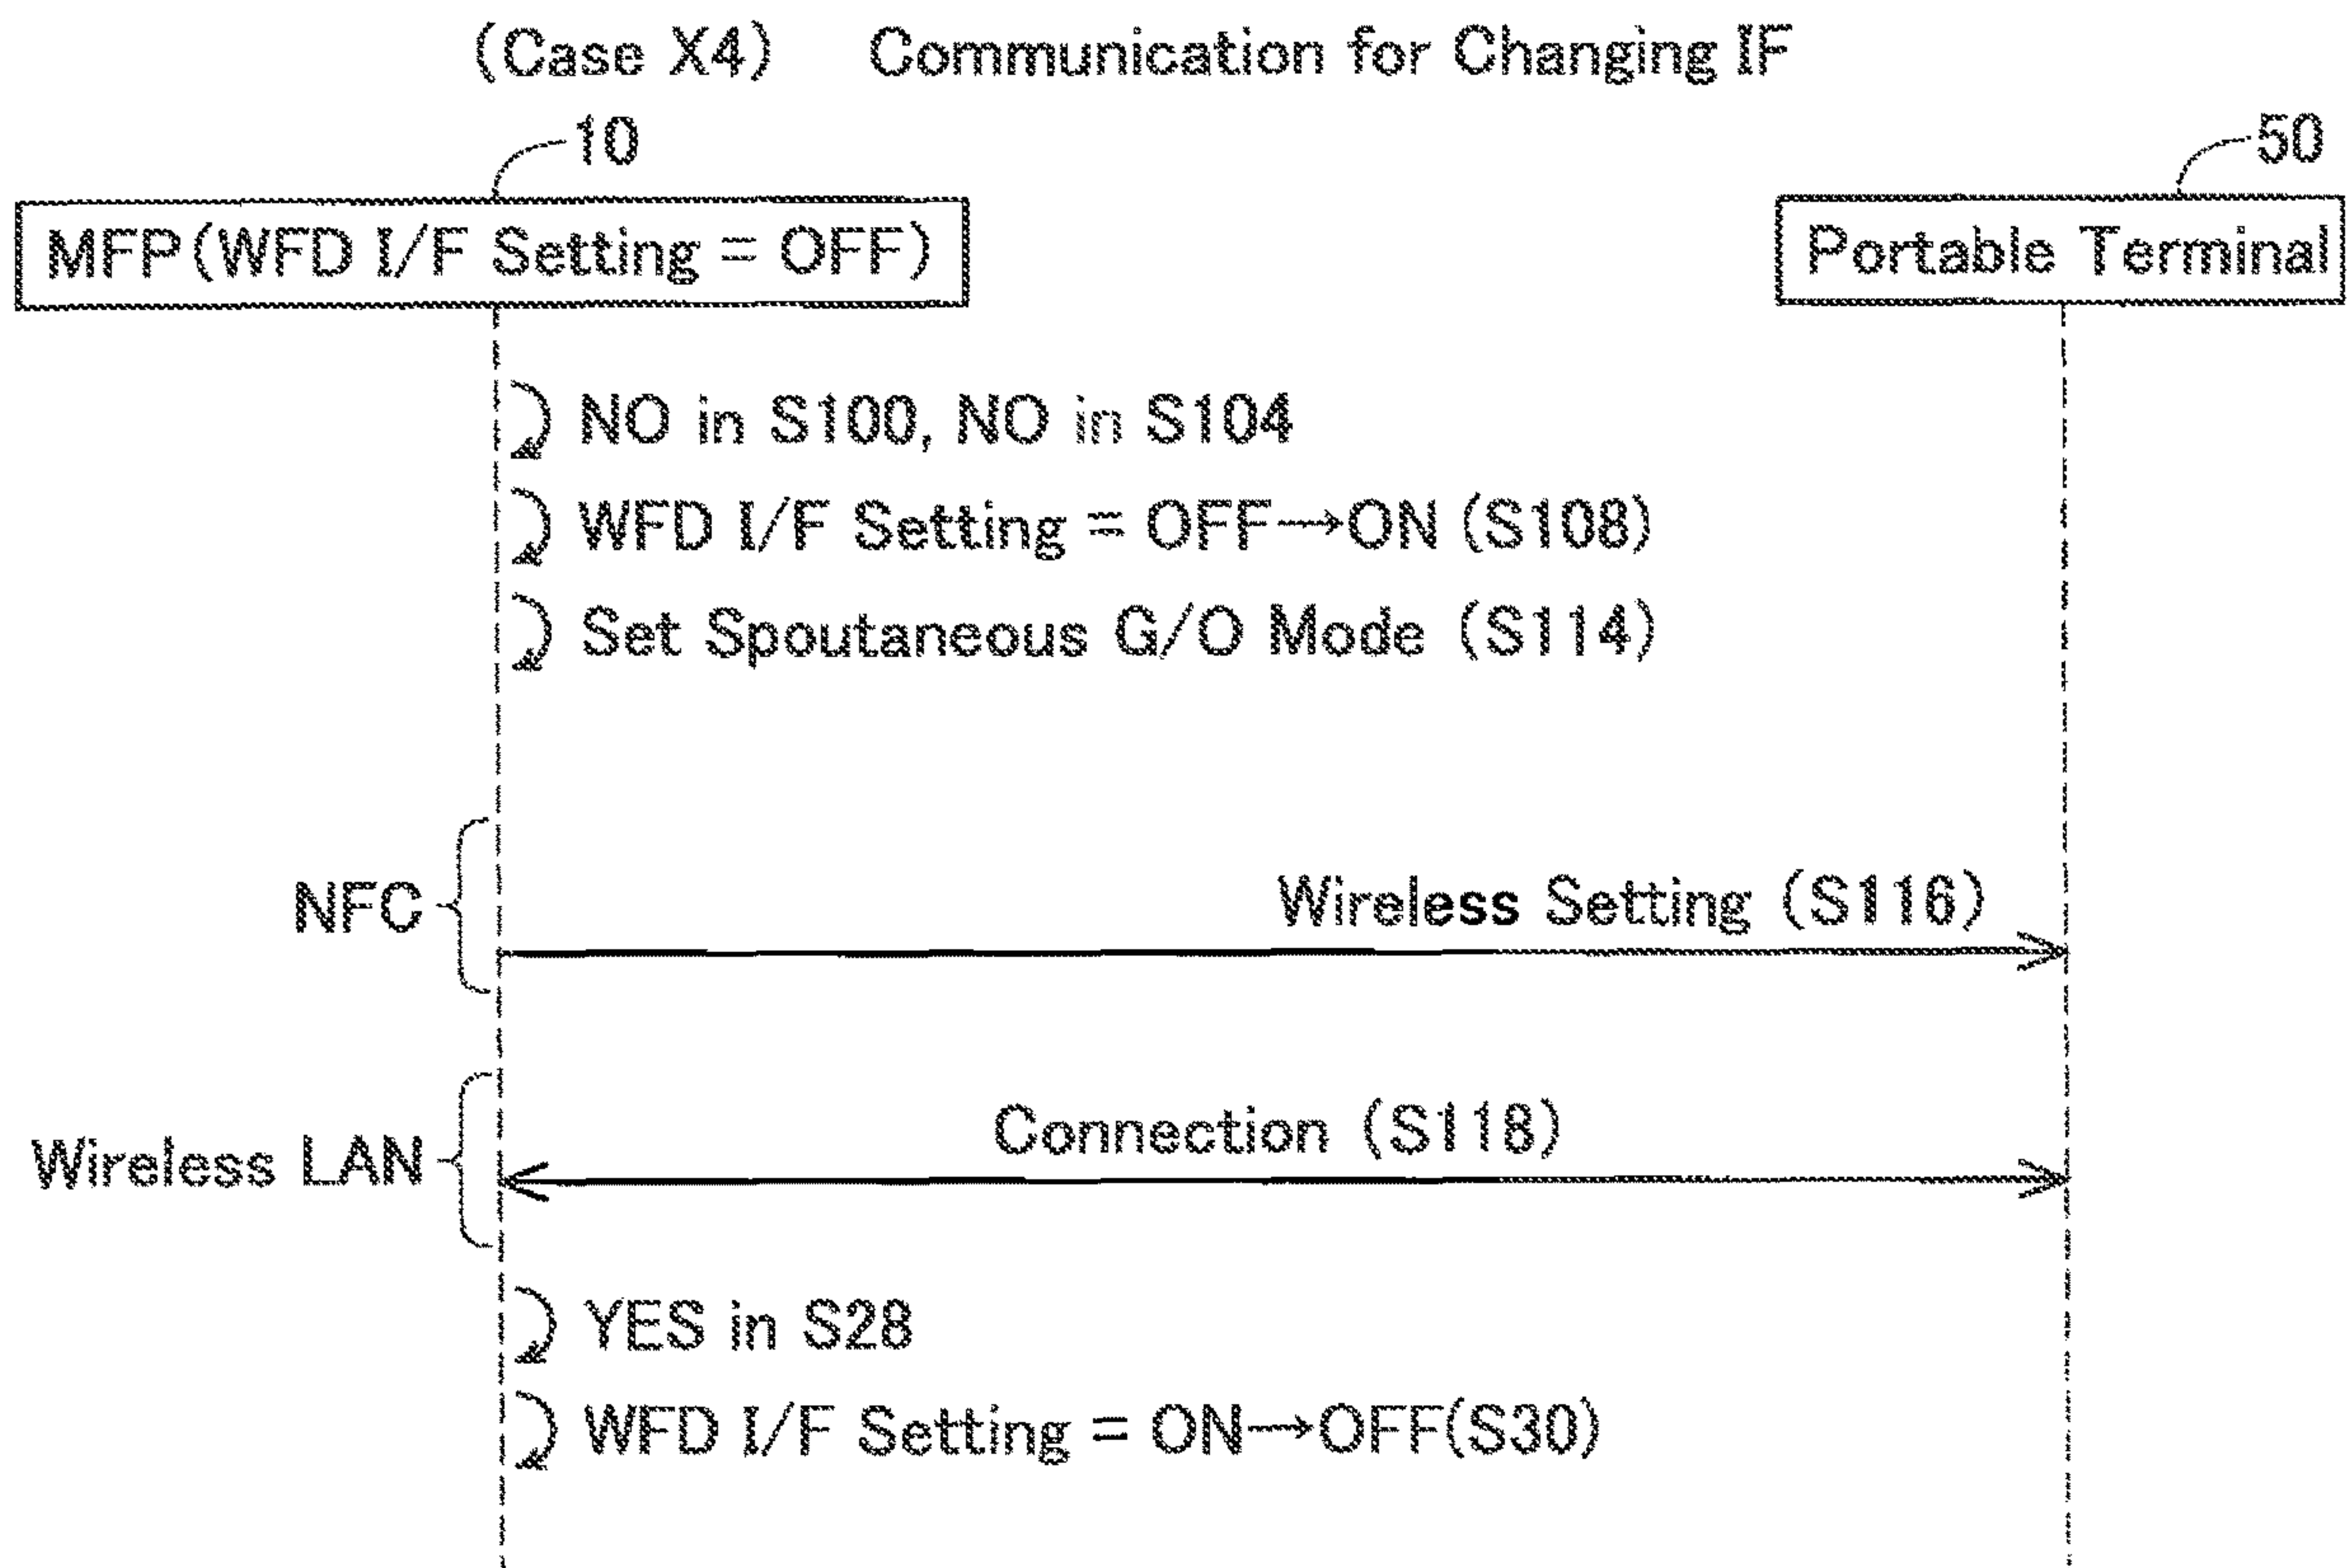 (Case X4) Communication for Changing IF
10
50
MFP(WFD I/F Setting = OFF)
Portable Terminal
NO in S100, NO in S104
WFD I/F Setting = OFF→ON (S108)
Set Spoutaneous G/O Mode (S114)
NFC
Wireless Setting (S116)
Wireless LAN
Connection (S118)
YES in S28
WFD I/F Setting = ON→OFF(S30)